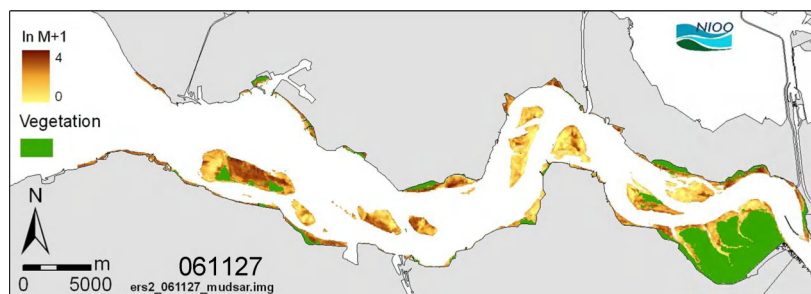 ln M+1
4
0
Vegetation
N
m
0 5000
061127
ers2_061127_mudsar.img
NIOO